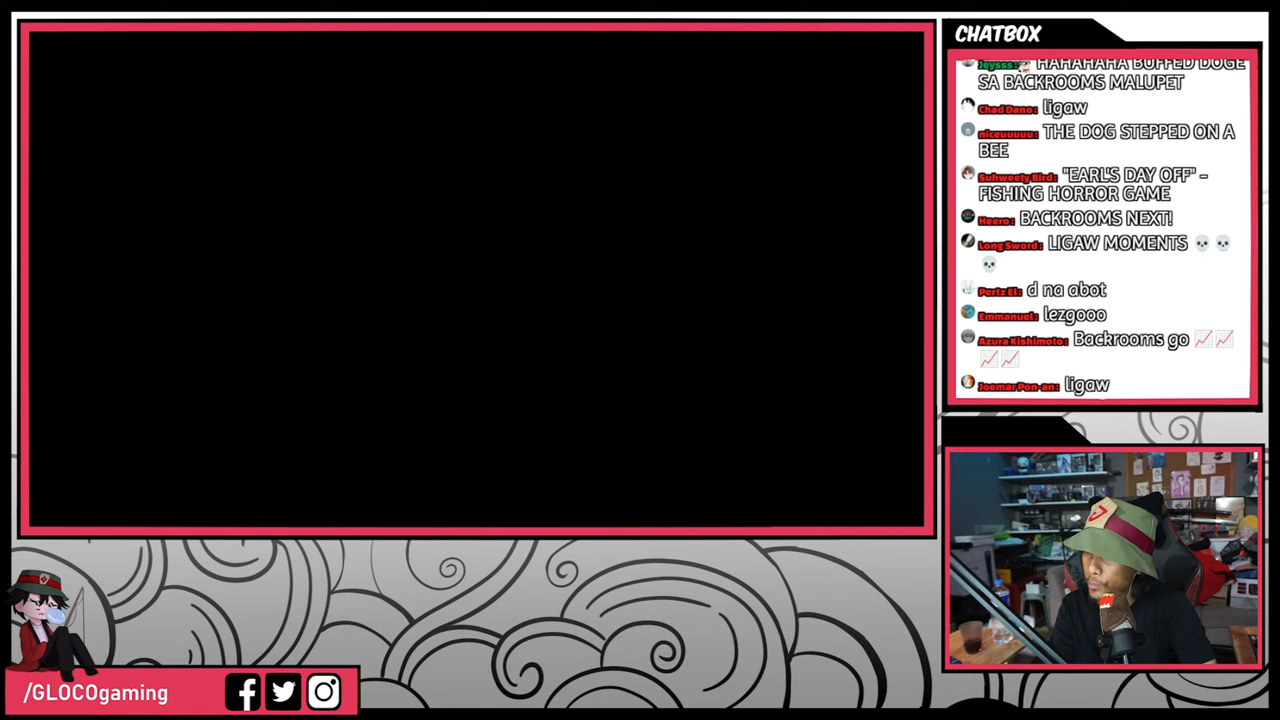 CHATBOX
Jeysss: HAHAHAHA BUFFED DOGE
SA BACKROOMS MALUPET
Chad Dano: ligaw
niceuuuuu: THE DOG STEPPED ON A
BEE
Suhweety Bird: "EARL'S DAY OFF" -
FISHING HORROR GAME
Heero: BACKROOMS NEXT!
Long Sword: LIGAW MOMENTS 💀 💀
💀
Pertz El: d na abot
Emmanuel: lezgooo
Azura Kishimoto: Backrooms go 📈📈
📈📈
Joemar Pon-an: ligaw
/GLOCOgaming